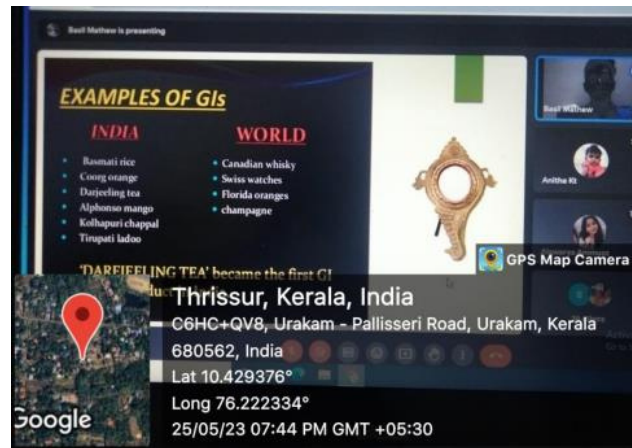 Basil Mathew is presenting
EXAMPLES OF GIs
INDIA
Basmati rice
Coorg orange
Darjeeling tea
Alphonso mango
Kolhapuri chappal
Tirupati ladoo
WORLD
Canadian whisky
Swiss watches
Florida oranges
champagne
'DARJEELING TEA' became the first GI
Basil Mathew
Anitha Kt
GPS Map Camera
Thrissur, Kerala, India
C6HC+QV8, Urakam - Pallisseri Road, Urakam, Kerala
680562, India
Lat 10.429376°
Long 76.222334°
25/05/23 07:44 PM GMT +05:30
Google